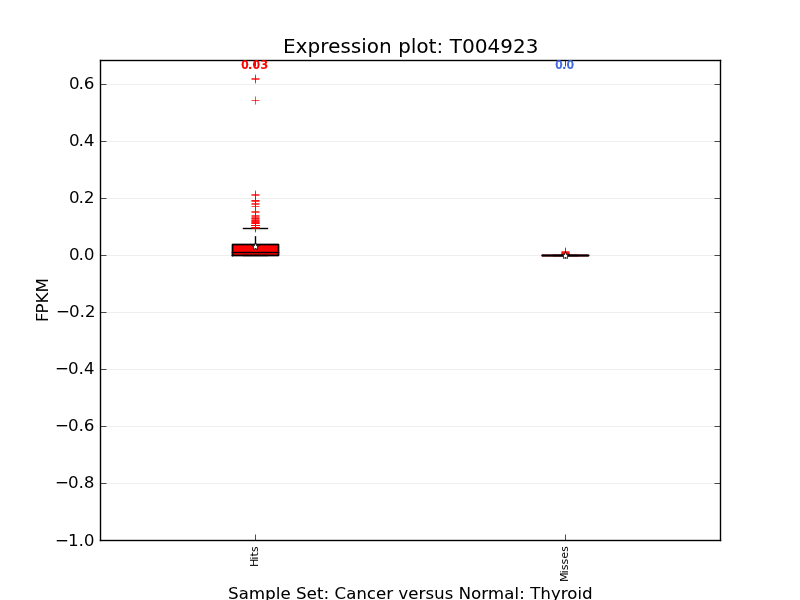 Expression plot: T004923
0.03
0.0
0.6
0.4
0.2
0.0
−0.2
−0.4
−0.6
−0.8
−1.0
FPKM
Hits
Misses
Sample Set: Cancer versus Normal: Thyroid